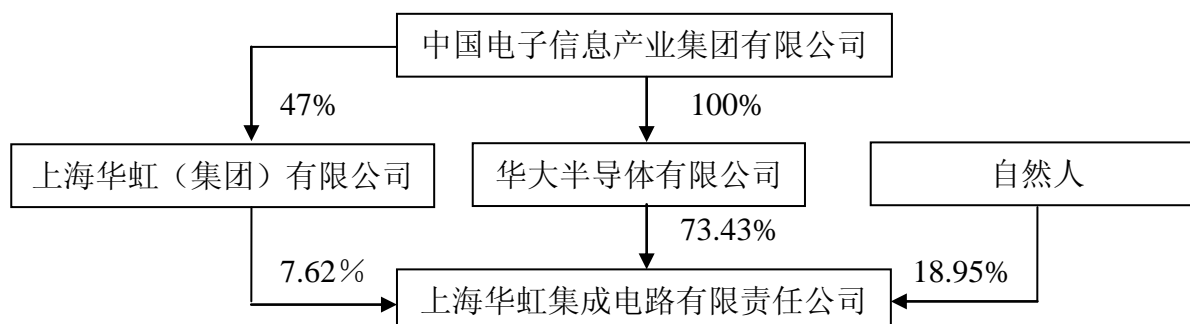 中国电子信息产业集团有限公司
47%
100%
上海华虹（集团）有限公司
华大半导体有限公司
自然人
73.43%
7.62％
18.95%
上海华虹集成电路有限责任公司